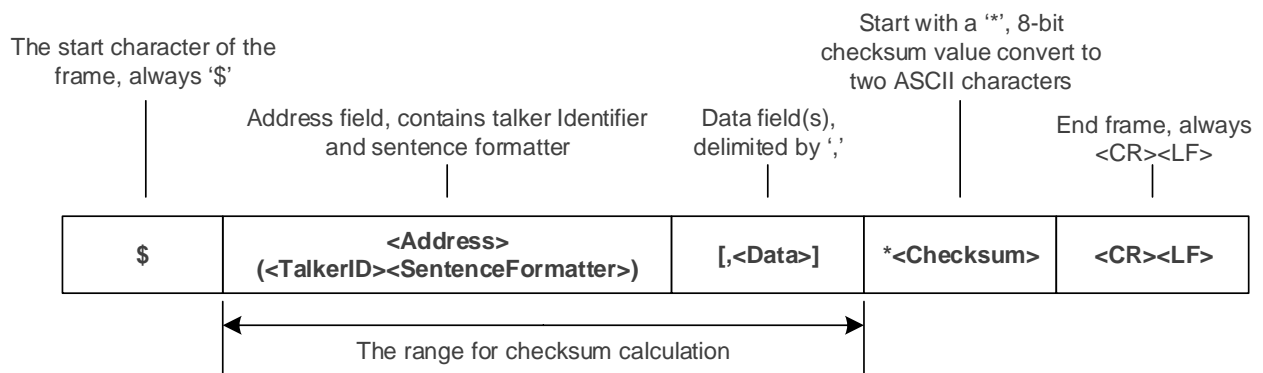 The start character of the
frame, always ‘$’
Address field, contains talker Identifier
and sentence formatter
Data field(s),
delimited by ‘,’
Start with a ‘*’, 8-bit
checksum value convert to
two ASCII characters
End frame, always
<CR><LF>
$
<Address>
(<TalkerID><SentenceFormatter>)
[,<Data>]
*<Checksum>
<CR><LF>
The range for checksum calculation